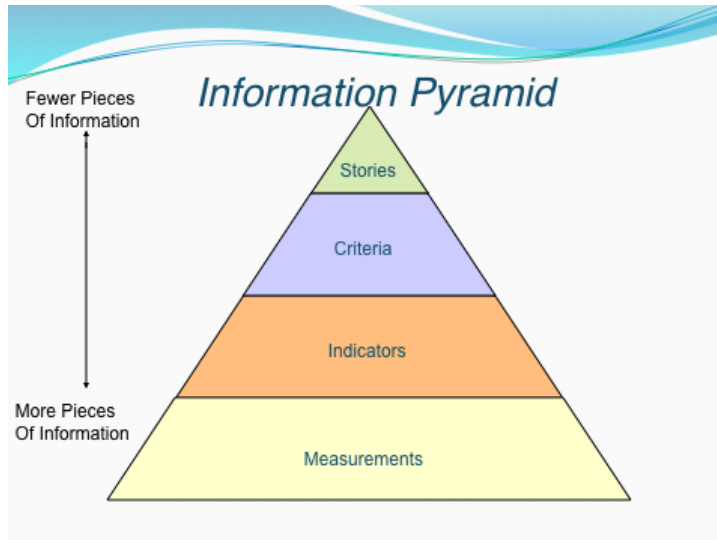 Information Pyramid
Fewer Pieces
Of Information
Stories
Criteria
Indicators
More Pieces
Of Information
Measurements